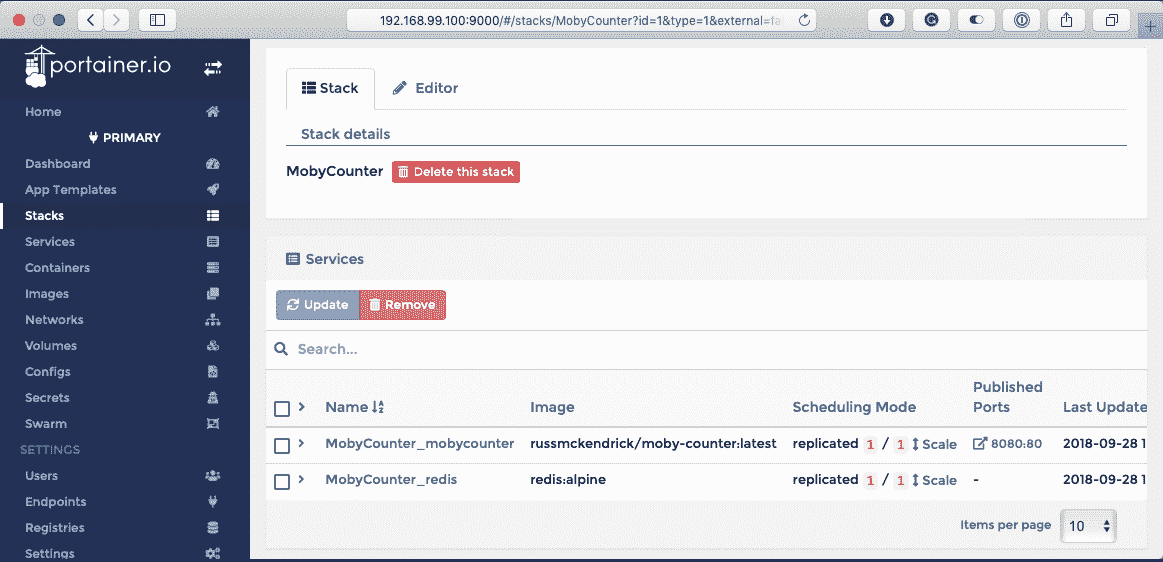 192.168.99.100:9000/#/stacks/MobyCounter?id=1&type=1&external=fa
portainer.io
Home
PRIMARY
Dashboard
App Templates
Stacks
Services
Containers
Images
Networks
Volumes
Configs
Secrets
Swarm
SETTINGS
Users
Endpoints
Registries
Settings
Stack Editor
Stack details
MobyCounter Delete this stack
Services
Update Remove
Search...
Name Image Scheduling Mode Published Ports Last Update
MobyCounter_mobycounter russmckendrick/moby-counter:latest replicated 1 / 1 Scale 8080:80 2018-09-28 1
MobyCounter_redis redis:alpine replicated 1 / 1 Scale - 2018-09-28 1
Items per page 10